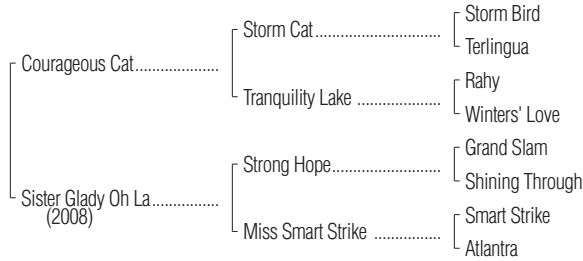 Storm Bird
Storm Cat........................
Terlingua
Courageous Cat................
Rahy
Tranquility Lake ................
Winters' Love
Grand Slam
Strong Hope.....................
Shining Through
Sister Glady Oh La.............
(2008)
Smart Strike
Miss Smart Strike .............
Atlantra